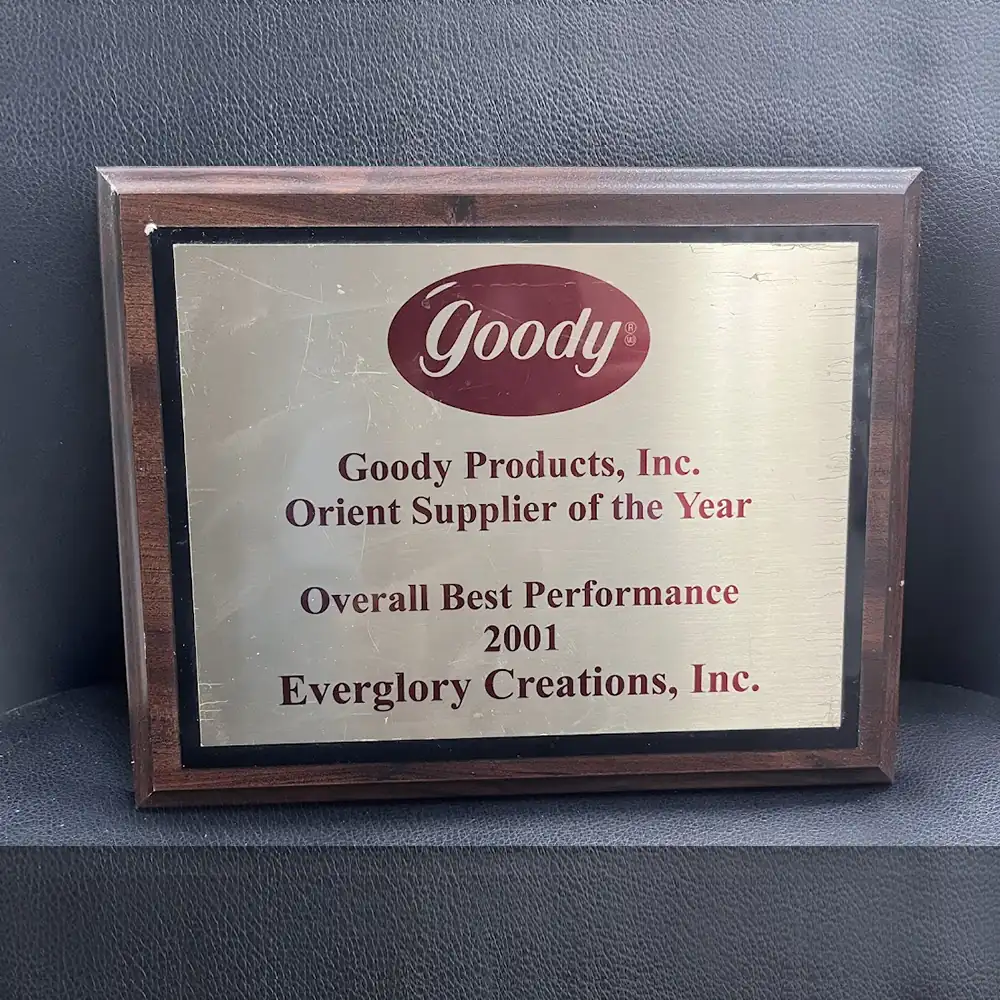 goody
Goody Products, Inc.
Orient Supplier of the Year
Overall Best Performance
2001
Everglory Creations, Inc.